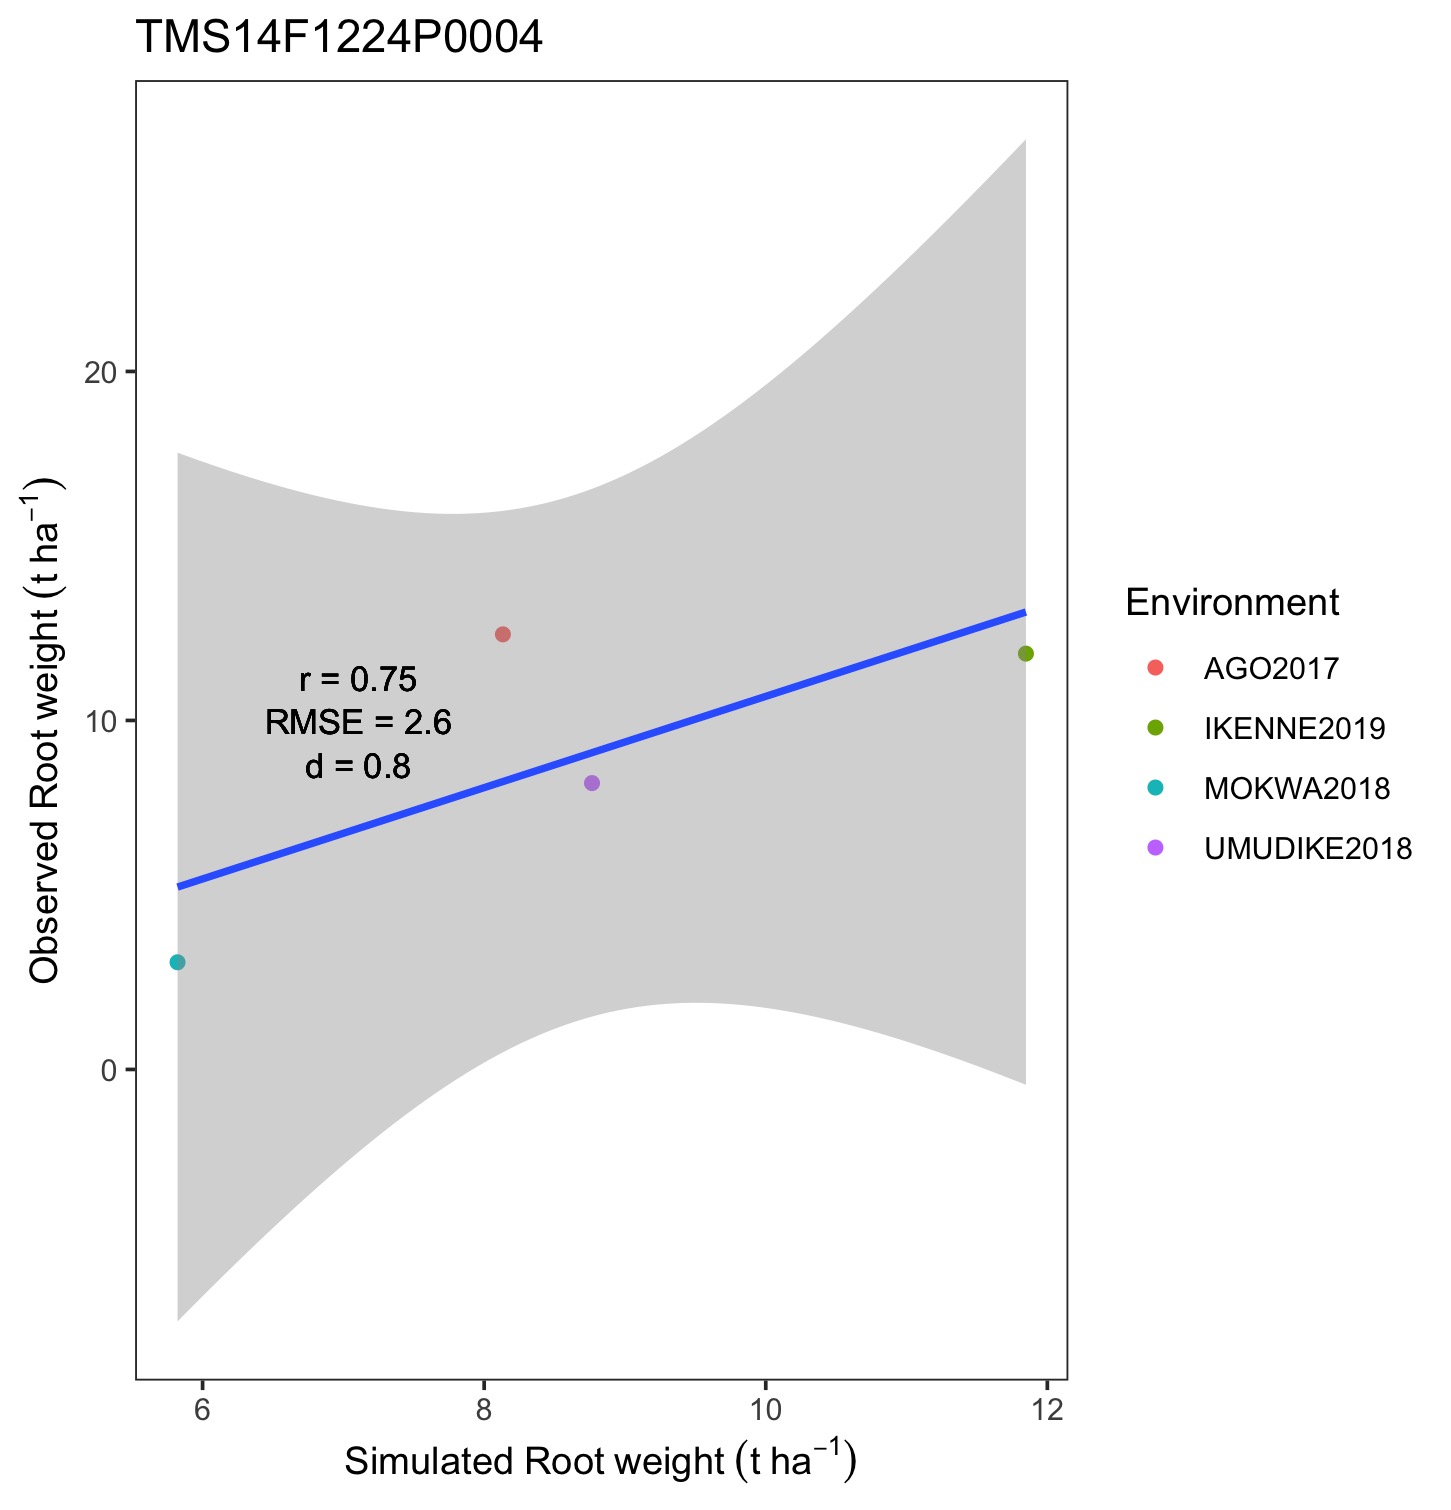 TMS14F1224P0004
Observed Root weight (t ha⁻¹)
20
10
0
r = 0.75
RMSE = 2.6
d = 0.8
6 8 10 12
Simulated Root weight (t ha⁻¹)
Environment
AGO2017
IKENNE2019
MOKWA2018
UMUDIKE2018